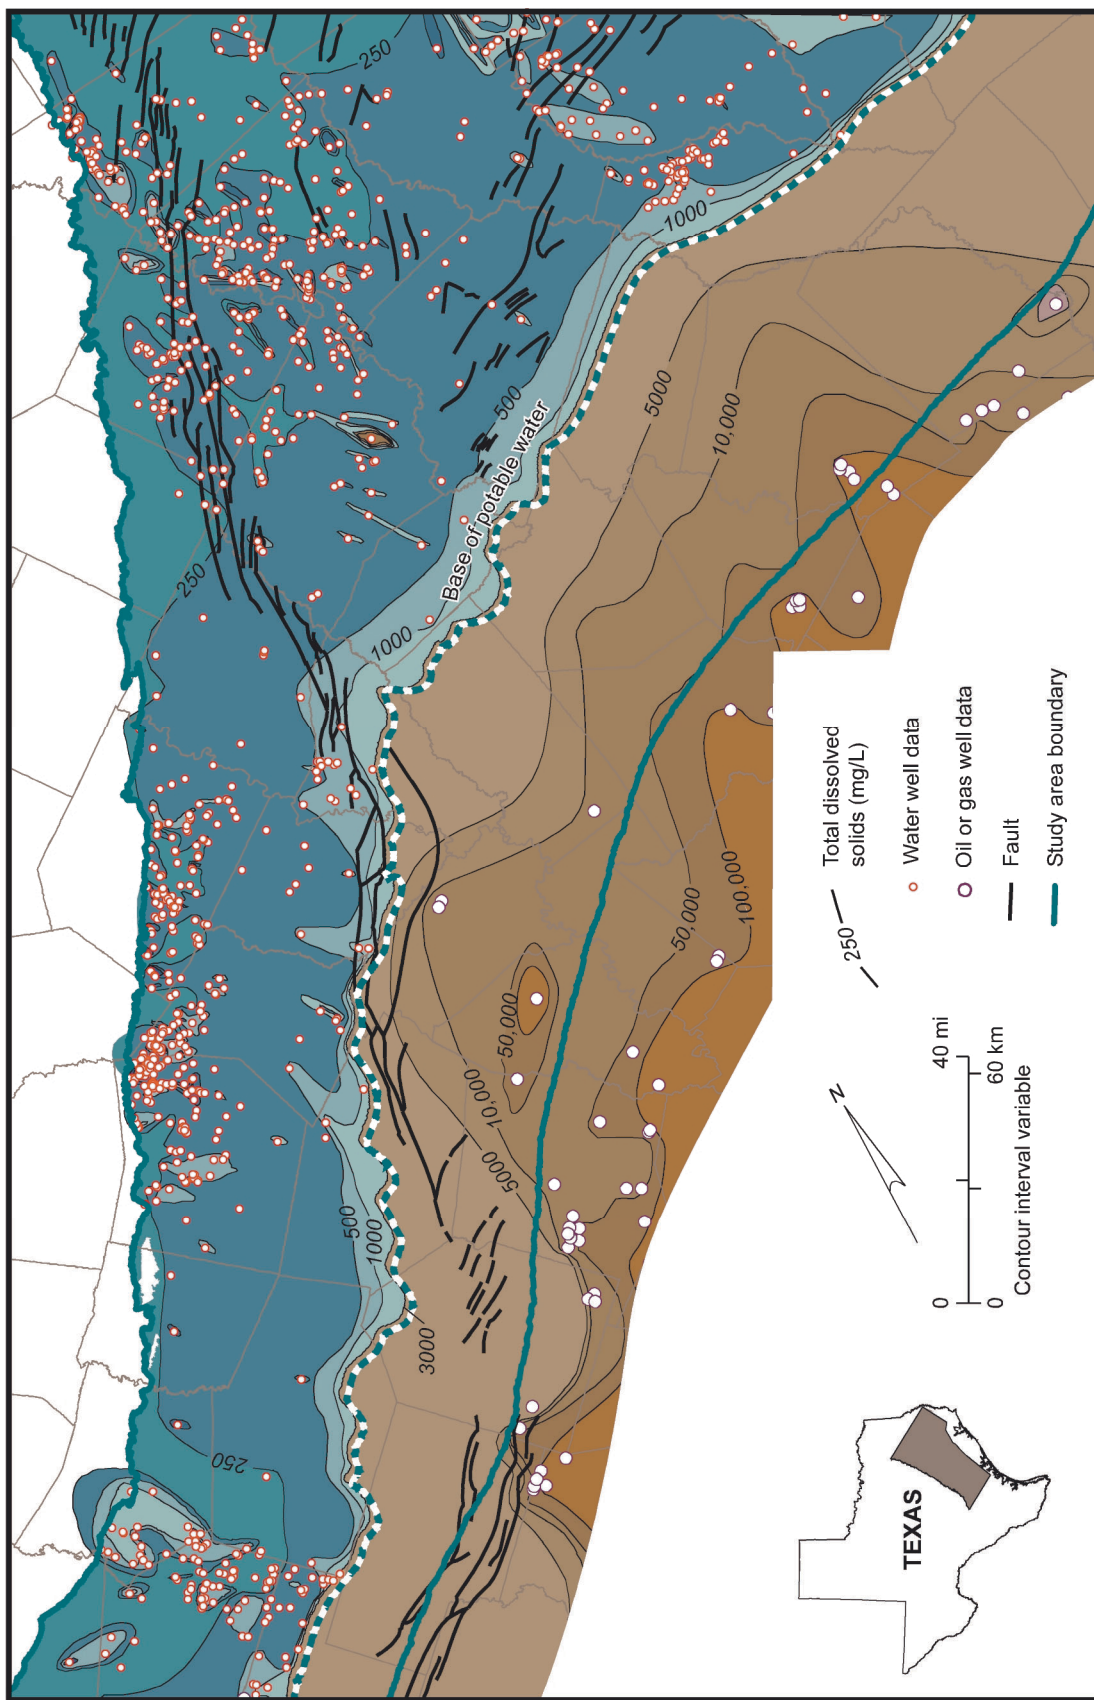 250
250
1000
500
Base of potable water
5000
10,000
1000
250
50,000
100,000
50,000
10,000
5000
500
1000
3000
250
250
Total dissolved
solids (mg/L)
Water well data
Oil or gas well data
Fault
Study area boundary
0
40 mi
0
60 km
Contour interval variable
N
TEXAS